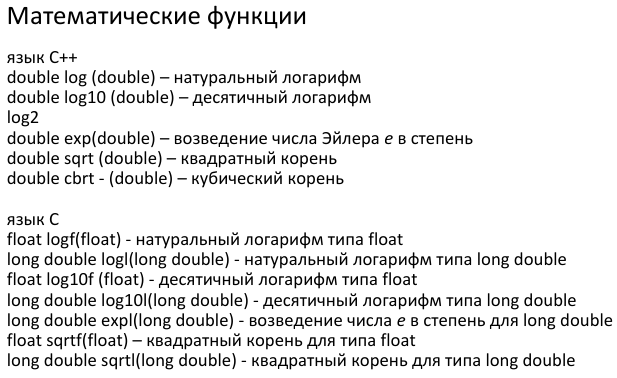 Математические функции
язык C++
double log (double) – натуральный логарифм
double log10 (double) – десятичный логарифм
log2
double exp(double) – возведение числа Эйлера e в степень
double sqrt (double) – квадратный корень
double cbrt - (double) – кубический корень
язык C
float logf(float) - натуральный логарифм типа float
long double logl(long double) - натуральный логарифм типа long double
float log10f (float) - десятичный логарифм типа float
long double log10l(long double) - десятичный логарифм типа long double
long double expl(long double) - возведение числа e в степень для long double
float sqrtf(float) – квадратный корень для типа float
long double sqrtl(long double) - квадратный корень для типа long double